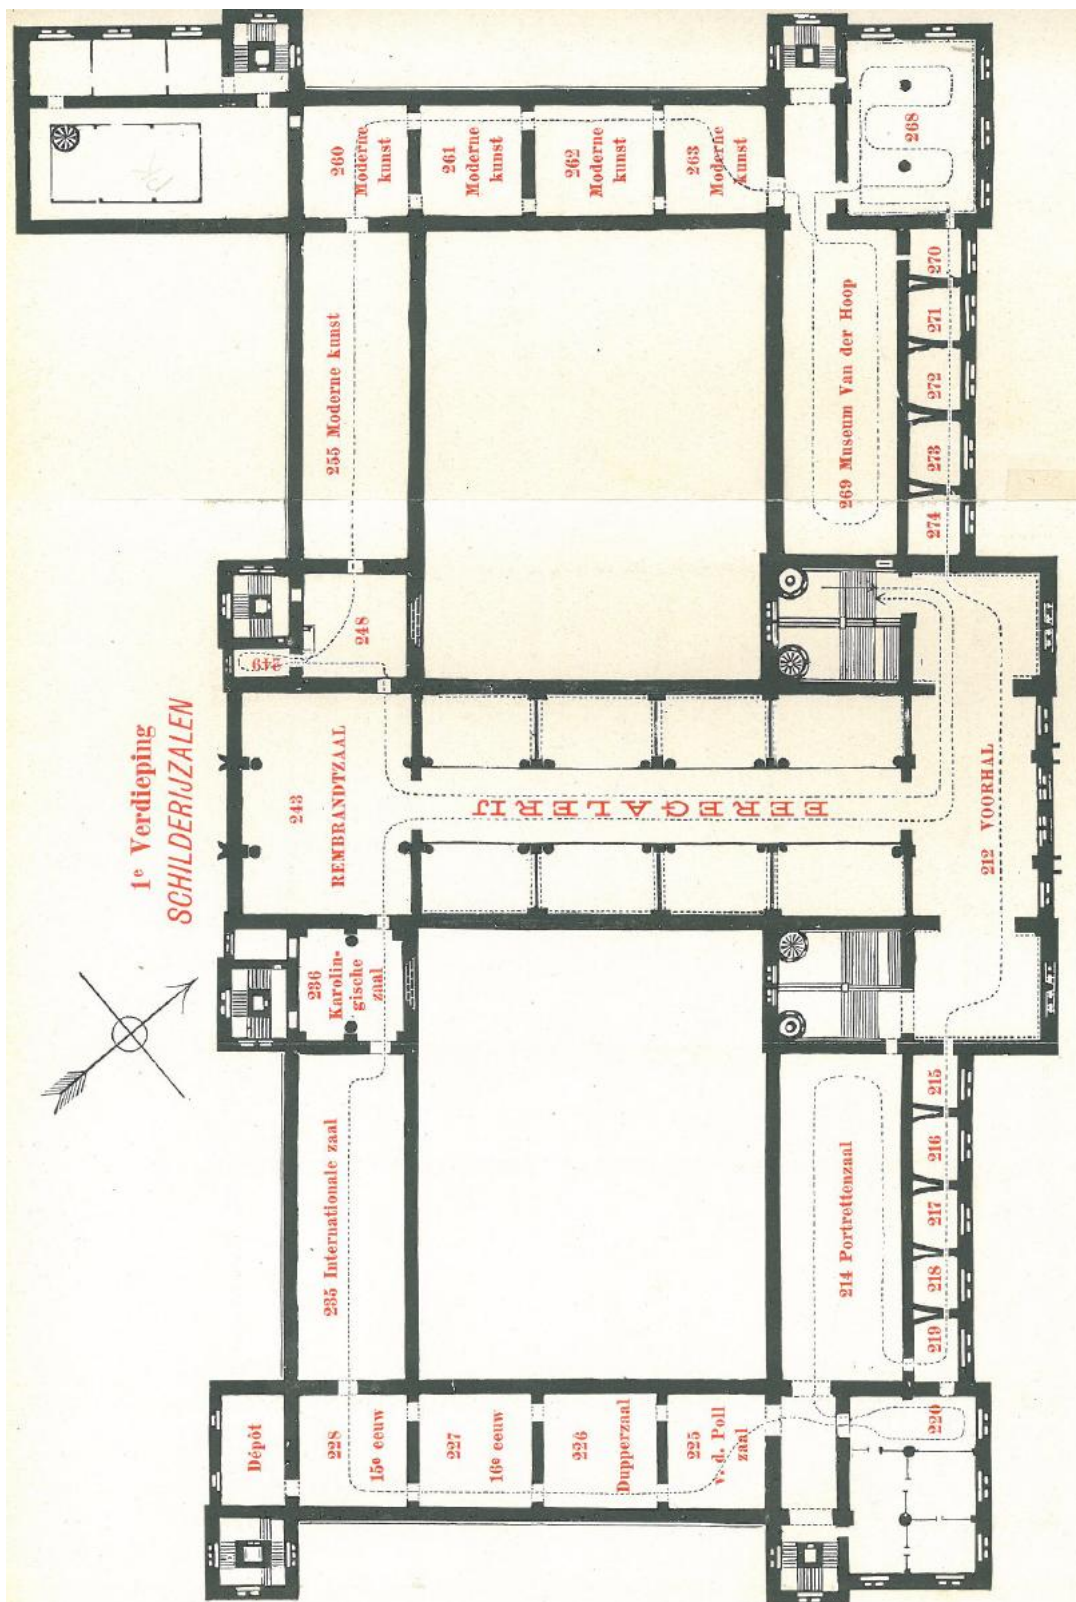 1e Verdieping
SCHILDERIJZALEN
260
Moderne
kunst
261
Moderne
kunst
262
Moderne
kunst
263
Moderne
kunst
268
255 Moderne kunst
269 Museum Van der Hoop
270
271
272
273
274
248
249
243
REMBRANDTZAAL
EEREGALERIJ
212 VOORHAL
236
Karolin-
gische
zaal
235 Internationale zaal
214 Portrettenzaal
215
216
217
218
219
220
Dépôt
228
15e eeuw
227
16e eeuw
226
Dupperzaal
225
v. d. Poll
zaal